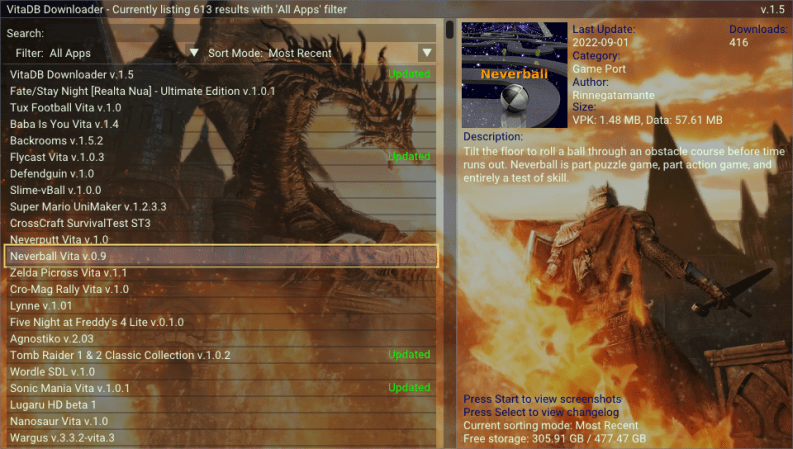 VitaDB Downloader - Currently listing 613 results with 'All Apps' filter
v.1.5
Search:
Filter: All Apps
Sort Mode: Most Recent
VitaDB Downloader v.1.5 Updated
Fate/Stay Night [Realta Nua] - Ultimate Edition v.1.0.1
Tux Football Vita v.1.0
Baba Is You Vita v.1.4
Backrooms v.1.5.2
Flycast Vita v.1.0.3 Updated
Defendguin v.1.0
Slime-vBall v.1.0.0
Super Mario UniMaker v.1.2.3.3
CrossCraft SurvivalTest ST3
Neverputt Vita v.1.0
Neverball Vita v.0.9
Zelda Picross Vita v.1.1
Cro-Mag Rally Vita v.1.0
Lynne v.1.01
Five Night at Freddy's 4 Lite v.0.1.0
Agnostiko v.2.03
Tomb Raider 1 & 2 Classic Collection v.1.0.2 Updated
Wordle SDL v.1.0
Sonic Mania Vita v.1.0.1 Updated
Lugaru HD beta 1
Nanosaur Vita v.1.0
Wargus v.3.3.2-vita.3
Neverball
Last Update:
2022-09-01
Downloads:
416
Category:
Game Port
Author:
Rinnegatamante
Size:
VPK: 1.48 MB, Data: 57.61 MB
Description:
Tilt the floor to roll a ball through an obstacle course before time
runs out. Neverball is part puzzle game, part action game, and
entirely a test of skill.
Press Start to view screenshots
Press Select to view changelog
Current sorting mode: Most Recent
Free storage: 305.91 GB / 477.47 GB